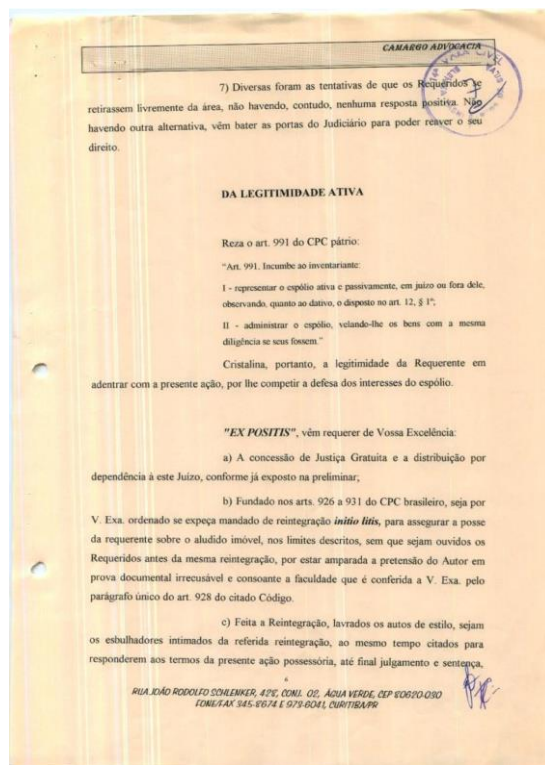 CAMARGO ADVOCACIA
7) Diversas foram as tentativas de que os Requeridos se
retirassem livremente da área, não havendo, contudo, nenhuma resposta positiva. Não
havendo outra alternativa, vêm bater as portas do Judiciário para poder reaver o seu
direito.
DA LEGITIMIDADE ATIVA
Reza o art. 991 do CPC pátrio:
"Art. 991. Incumbe ao inventariante:
I - representar o espólio ativa e passivamente, em juízo ou fora dele,
observando, quanto ao dativo, o disposto no art. 12, § 1º;
II - administrar o espólio, velando-lhe os bens com a mesma
diligência se seus fossem."
Cristalina, portanto, a legitimidade da Requerente em
adentrar com a presente ação, por lhe competir a defesa dos interesses do espólio.
"EX POSITIS", vêm requerer de Vossa Excelência:
a) A concessão de Justiça Gratuita e a distribuição por
dependência à este Juízo, conforme já exposto na preliminar;
b) Fundado nos arts. 926 a 931 do CPC brasileiro, seja por
V. Exa. ordenado se expeça mandado de reintegração initio litis, para assegurar a posse
da requerente sobre o aludido imóvel, nos limites descritos, sem que sejam ouvidos os
Requeridos antes da mesma reintegração, por estar amparada a pretensão do Autor em
prova documental irrecusável e consoante a faculdade que é conferida a V. Exa. pelo
parágrafo único do art. 928 do citado Código.
c) Feita a Reintegração, lavrados os autos de estilo, sejam
os esbulhadores intimados da referida reintegração, ao mesmo tempo citados para
responderem aos termos da presente ação possessória, até final julgamento e sentença,
RUA JOÃO RODOLFO SCHLENKER, 428, CONJ. 02, ÁGUA VERDE, CEP 80620-030
FONE/FAX 345-8674 E 973-6041, CURITIBA/PR